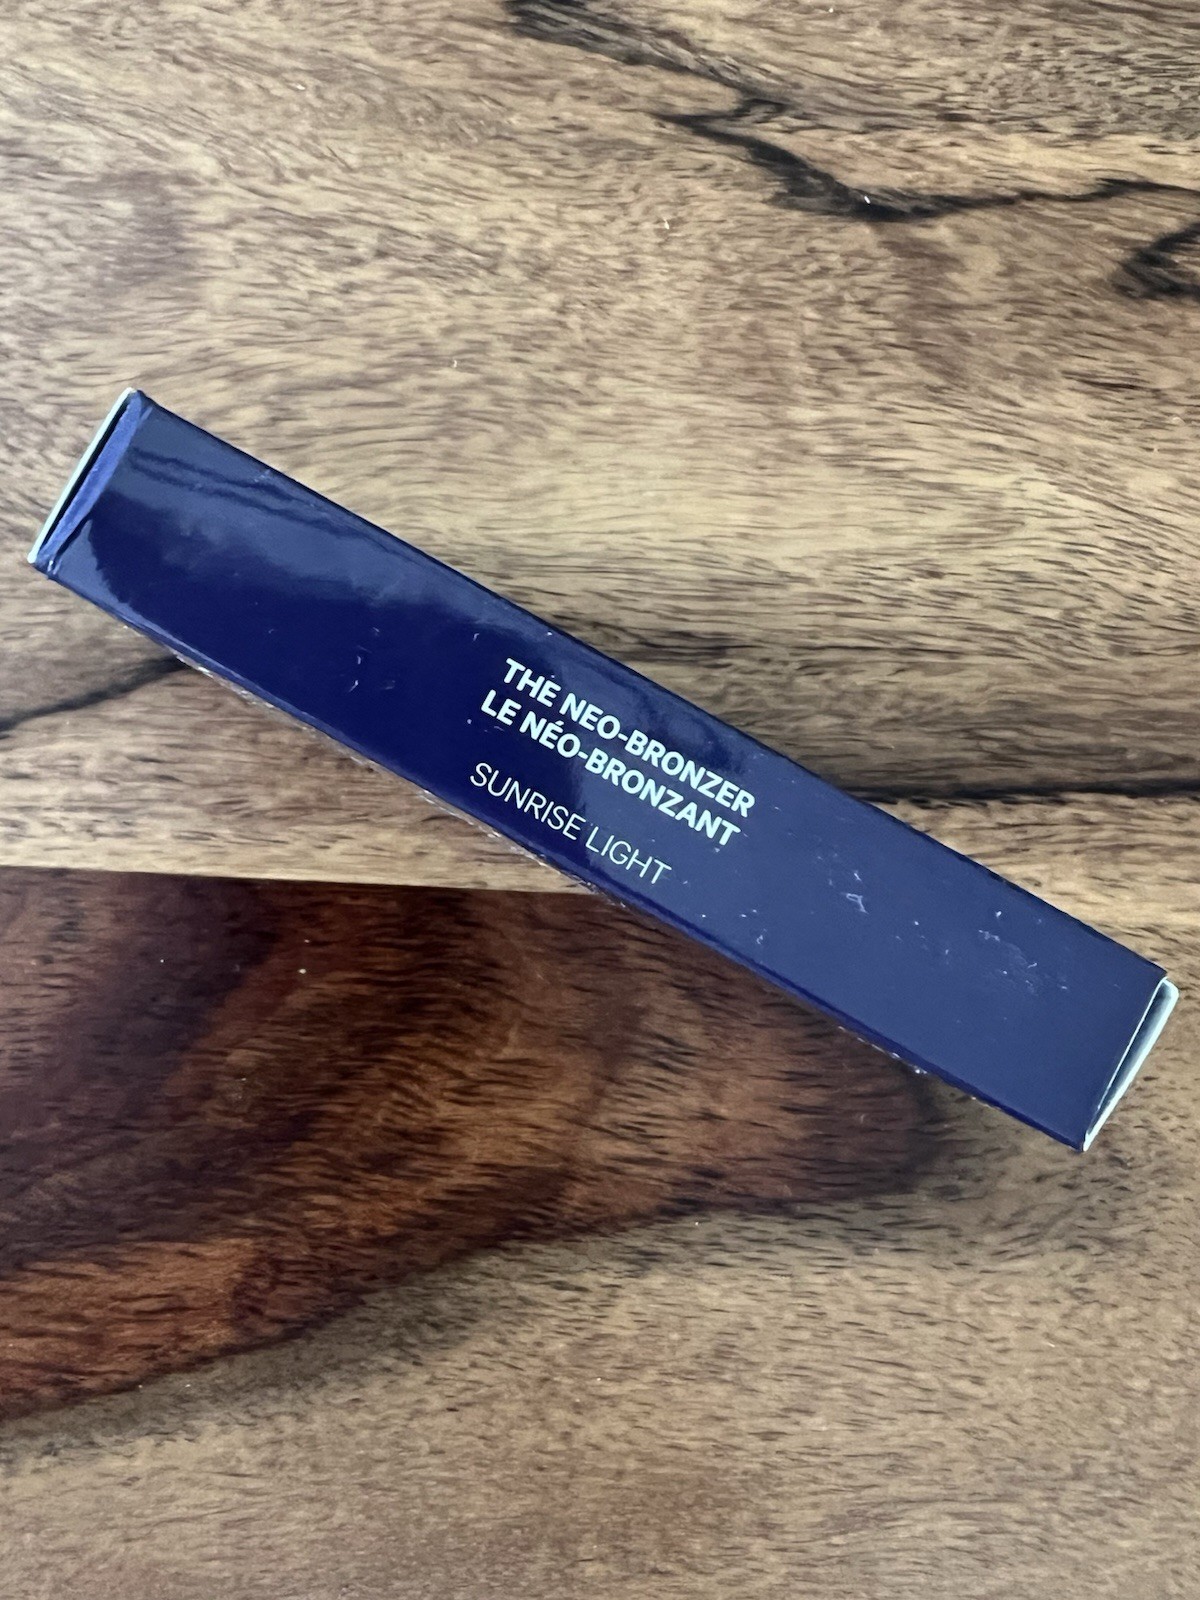 THE NEO-BRONZER
LE NÉO-BRONZANT
SUNRISE LIGHT